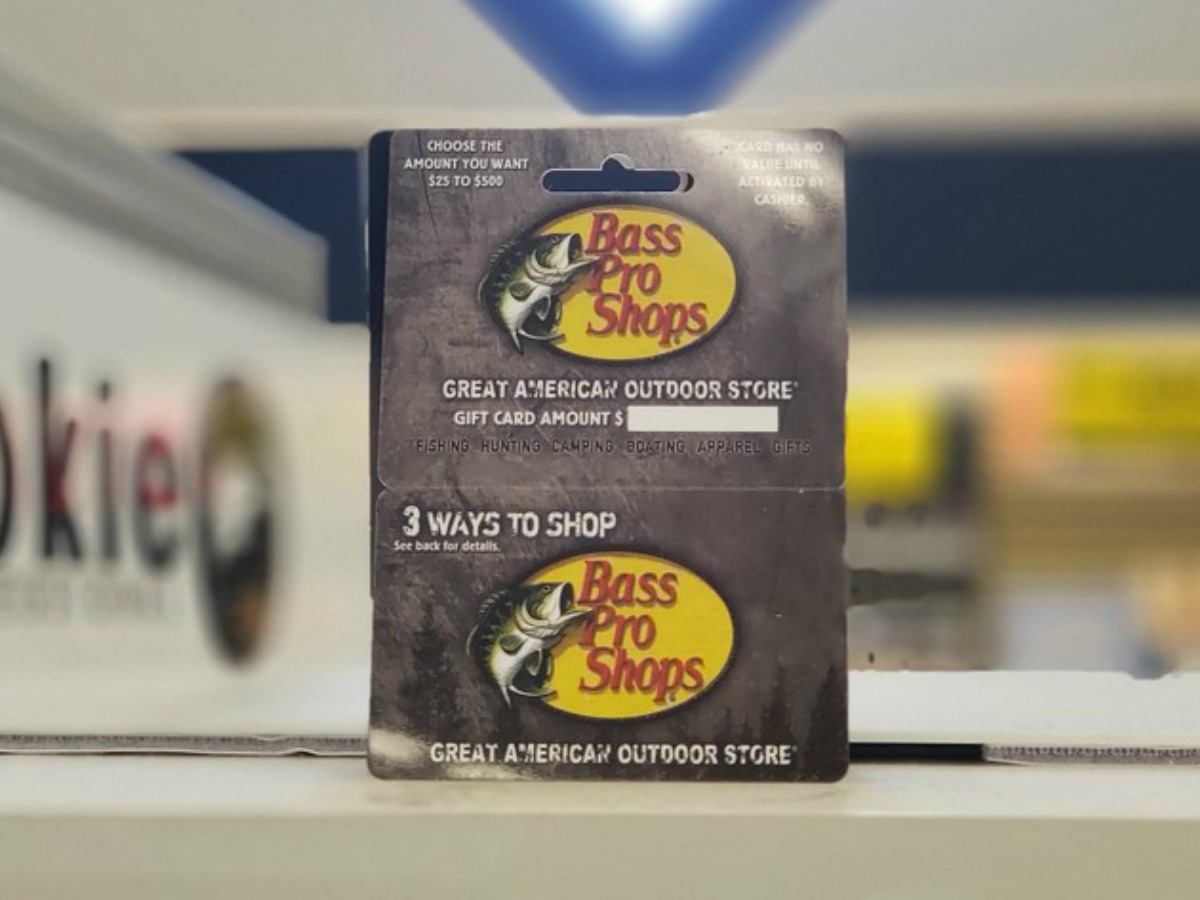 CHOOSE THE
AMOUNT YOU WANT
$25 TO $500
CARD HAS NO
VALUE UNTIL
ACTIVATED BY
CASHIER.
Bass
Pro
Shops
GREAT AMERICAN OUTDOOR STORE®
GIFT CARD AMOUNT $
FISHING HUNTING CAMPING BOATING APPAREL GIFTS
3 WAYS TO SHOP
See back for details.
Bass
Pro
Shops
GREAT AMERICAN OUTDOOR STORE®
okie